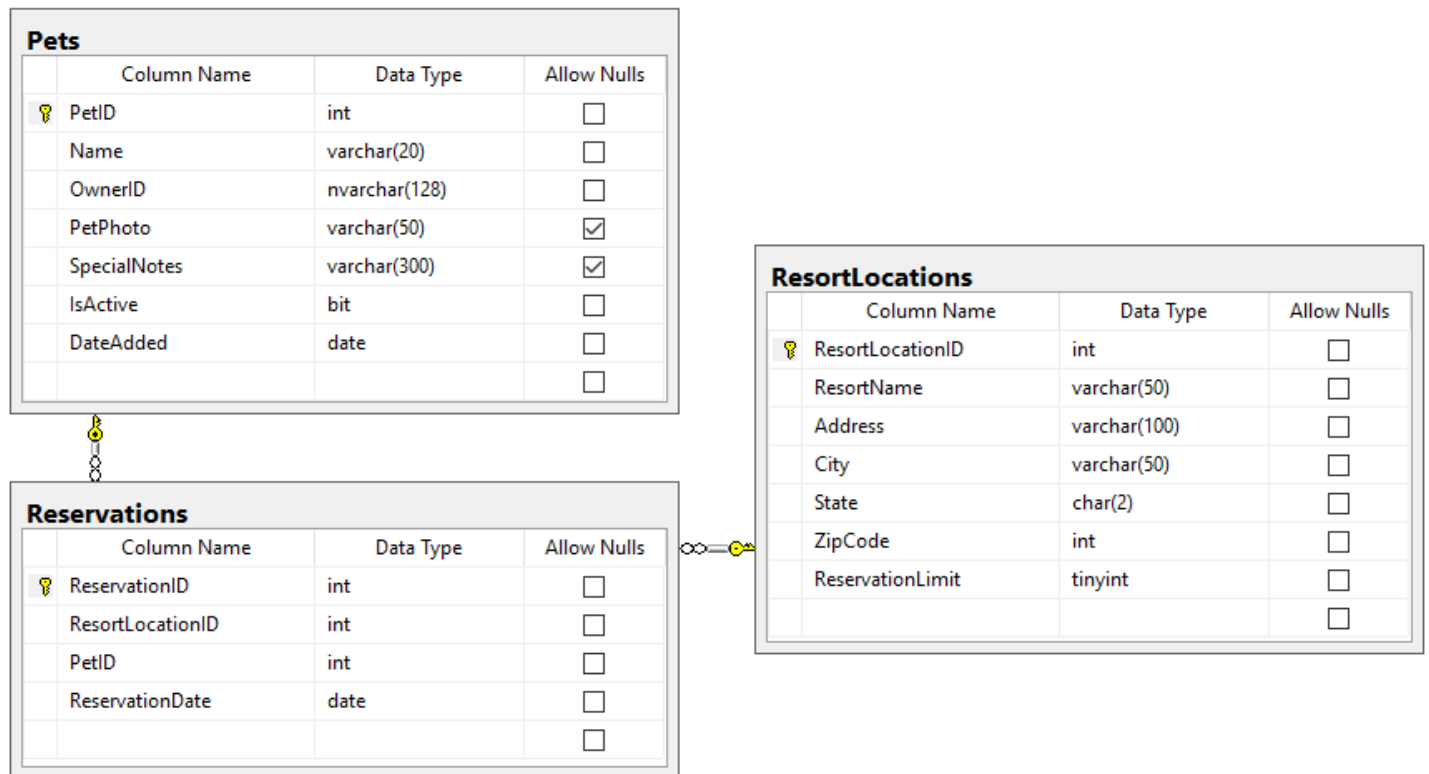 Pets
Column Name Data Type Allow Nulls
PetID int
Name varchar(20)
OwnerID nvarchar(128)
PetPhoto varchar(50)
SpecialNotes varchar(300)
IsActive bit
DateAdded date
Reservations
Column Name Data Type Allow Nulls
ReservationID int
ResortLocationID int
PetID int
ReservationDate date
ResortLocations
Column Name Data Type Allow Nulls
ResortLocationID int
ResortName varchar(50)
Address varchar(100)
City varchar(50)
State char(2)
ZipCode int
ReservationLimit tinyint